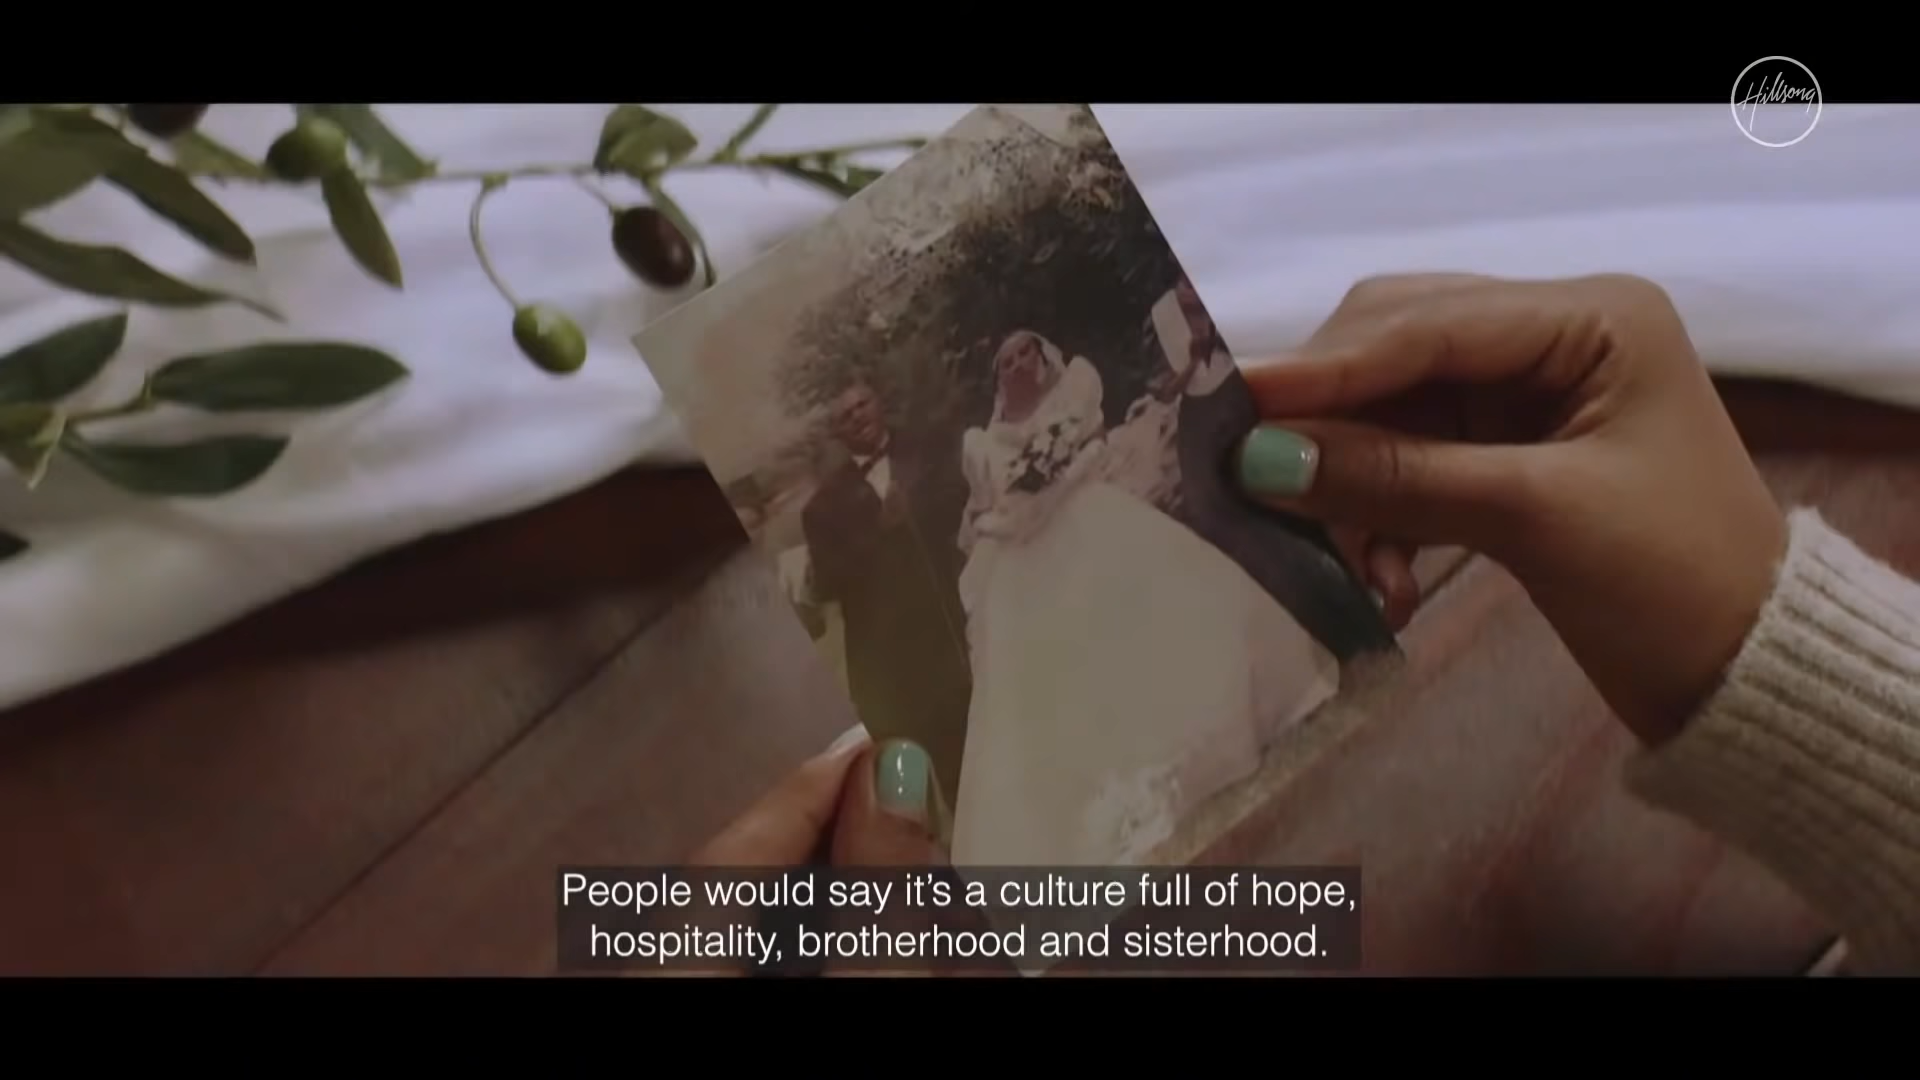 Hillsong
People would say it’s a culture full of hope,
hospitality, brotherhood and sisterhood.